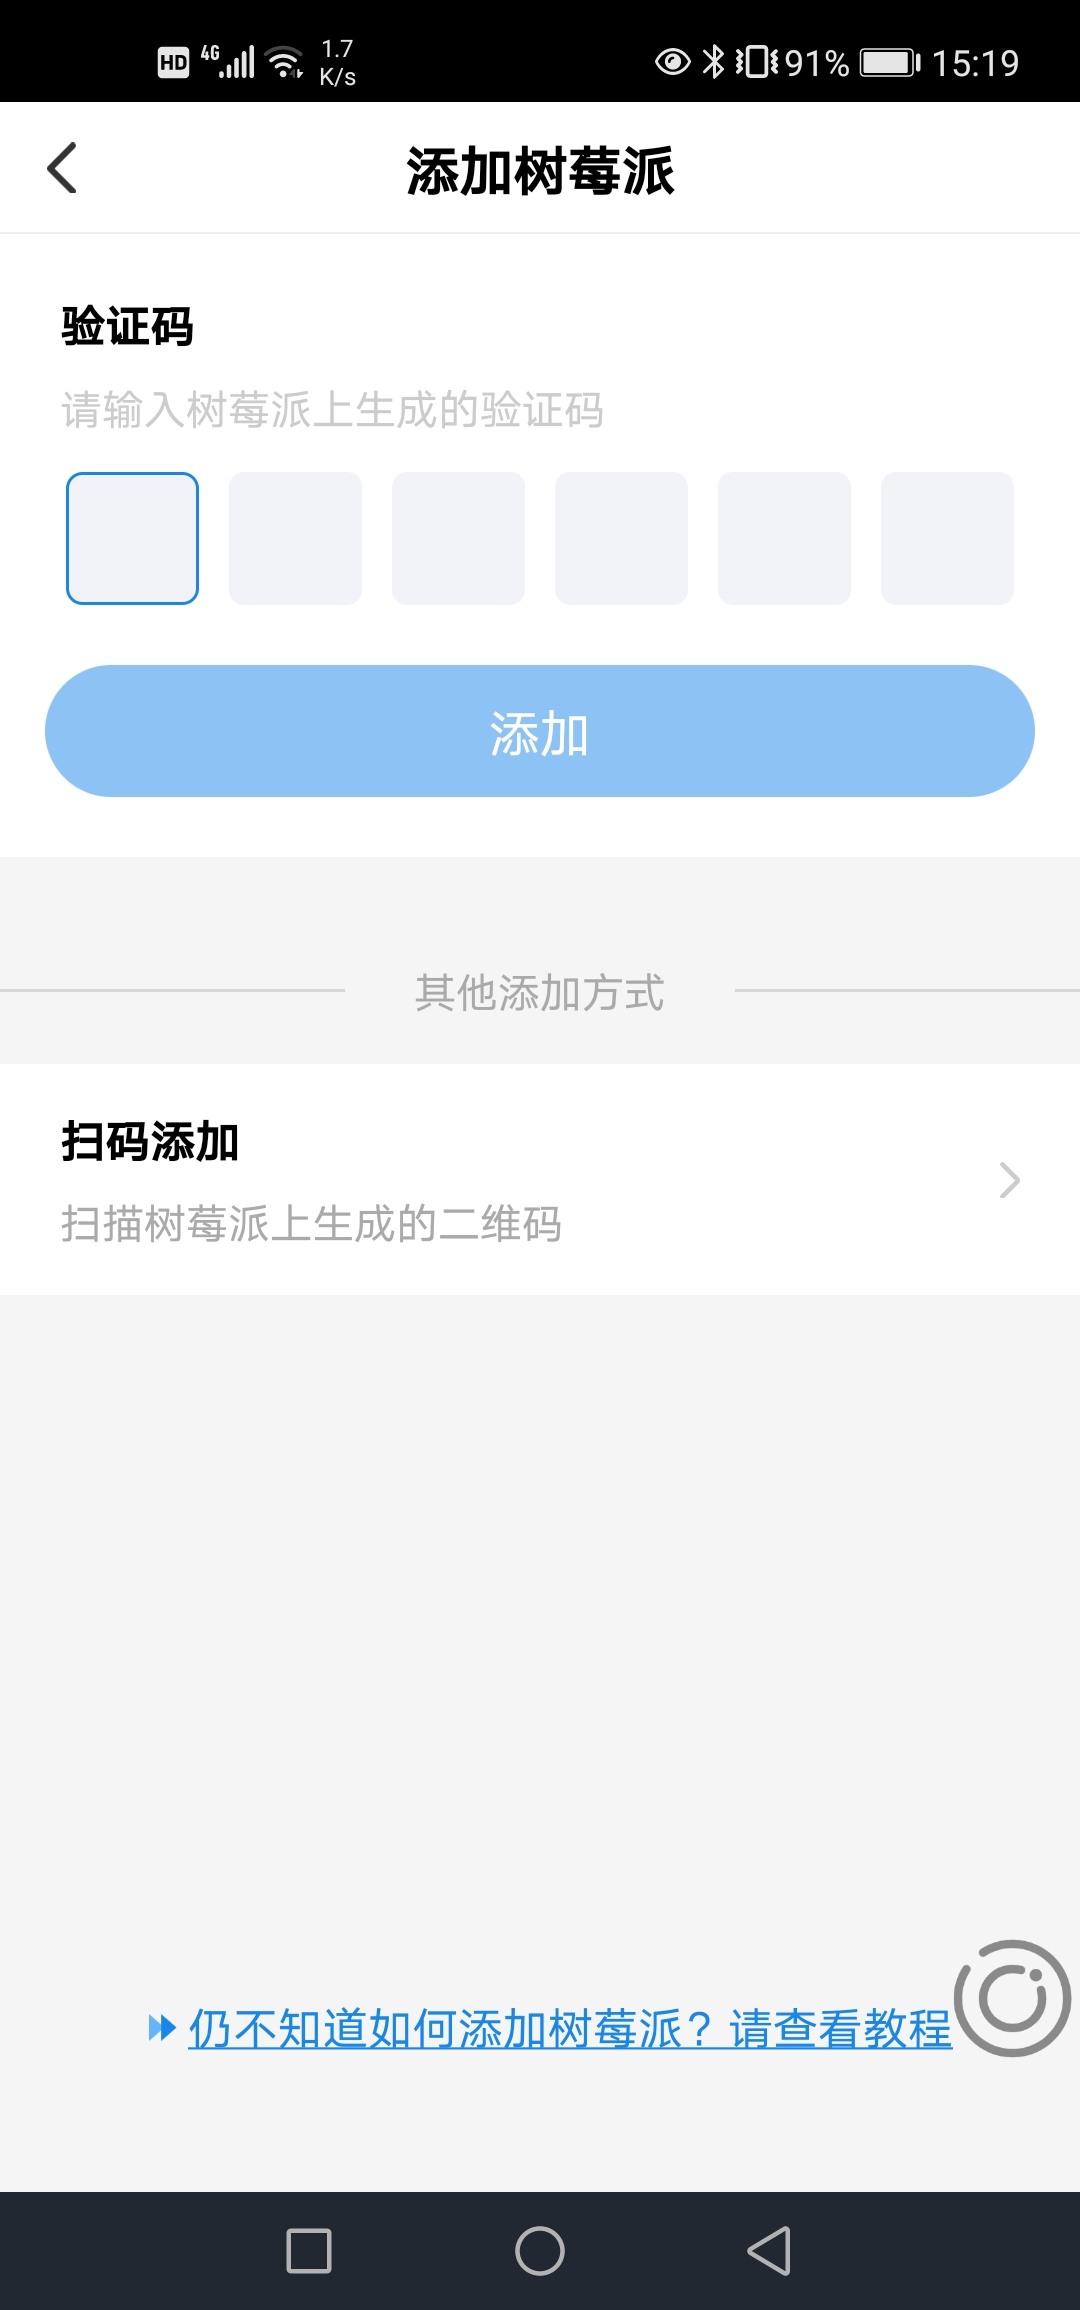 HD 4G 1.7 K/s 91% 15:19
添加树莓派
验证码
请输入树莓派上生成的验证码
添加
其他添加方式
扫码添加
扫描树莓派上生成的二维码
仍不知道如何添加树莓派？请查看教程